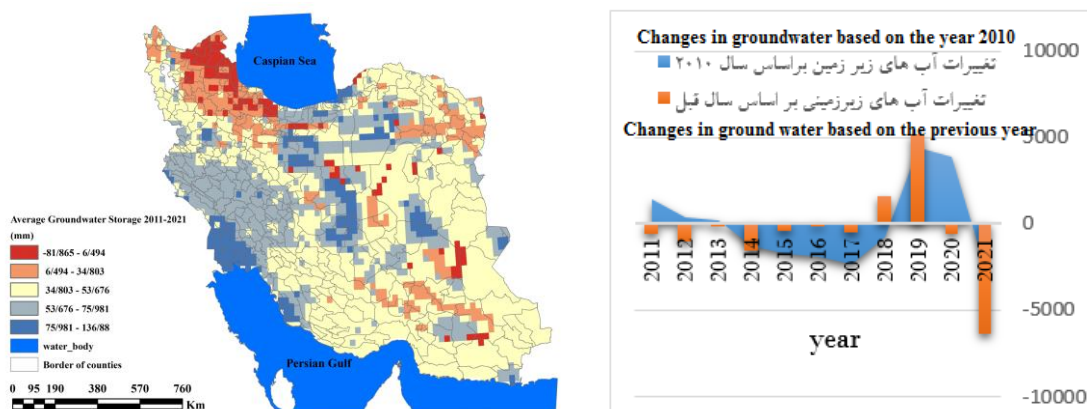 Caspian Sea
Average Groundwater Storage 2011-2021
(mm)
-81/865 - 6/494
6/494 - 34/803
34/803 - 53/676
53/676 - 75/981
75/981 - 136/88
water_body
Border of counties
0 95 190 380 570 760
Km
Persian Gulf
Changes in groundwater based on the year 2010
تغییرات آب های زیر زمین براساس سال ۲۰۱۰
تغییرات آب های زیرزمینی بر اساس سال قبل
Changes in ground water based on the previous year
10000
5000
0
-5000
-10000
2011 2012 2013 2014 2015 2016 2017 2018 2019 2020 2021
year